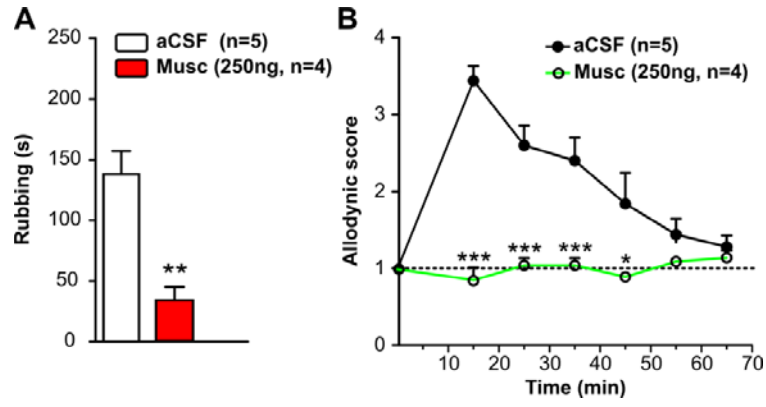 A
250
200
150
100
50
0
Rubbing (s)
aCSF (n=5)
Musc (250ng, n=4)
**
B
4
3
2
1
0
Allodynic score
aCSF (n=5)
Musc (250ng, n=4)
*** *** *** *
10 20 30 40 50 60 70
Time (min)